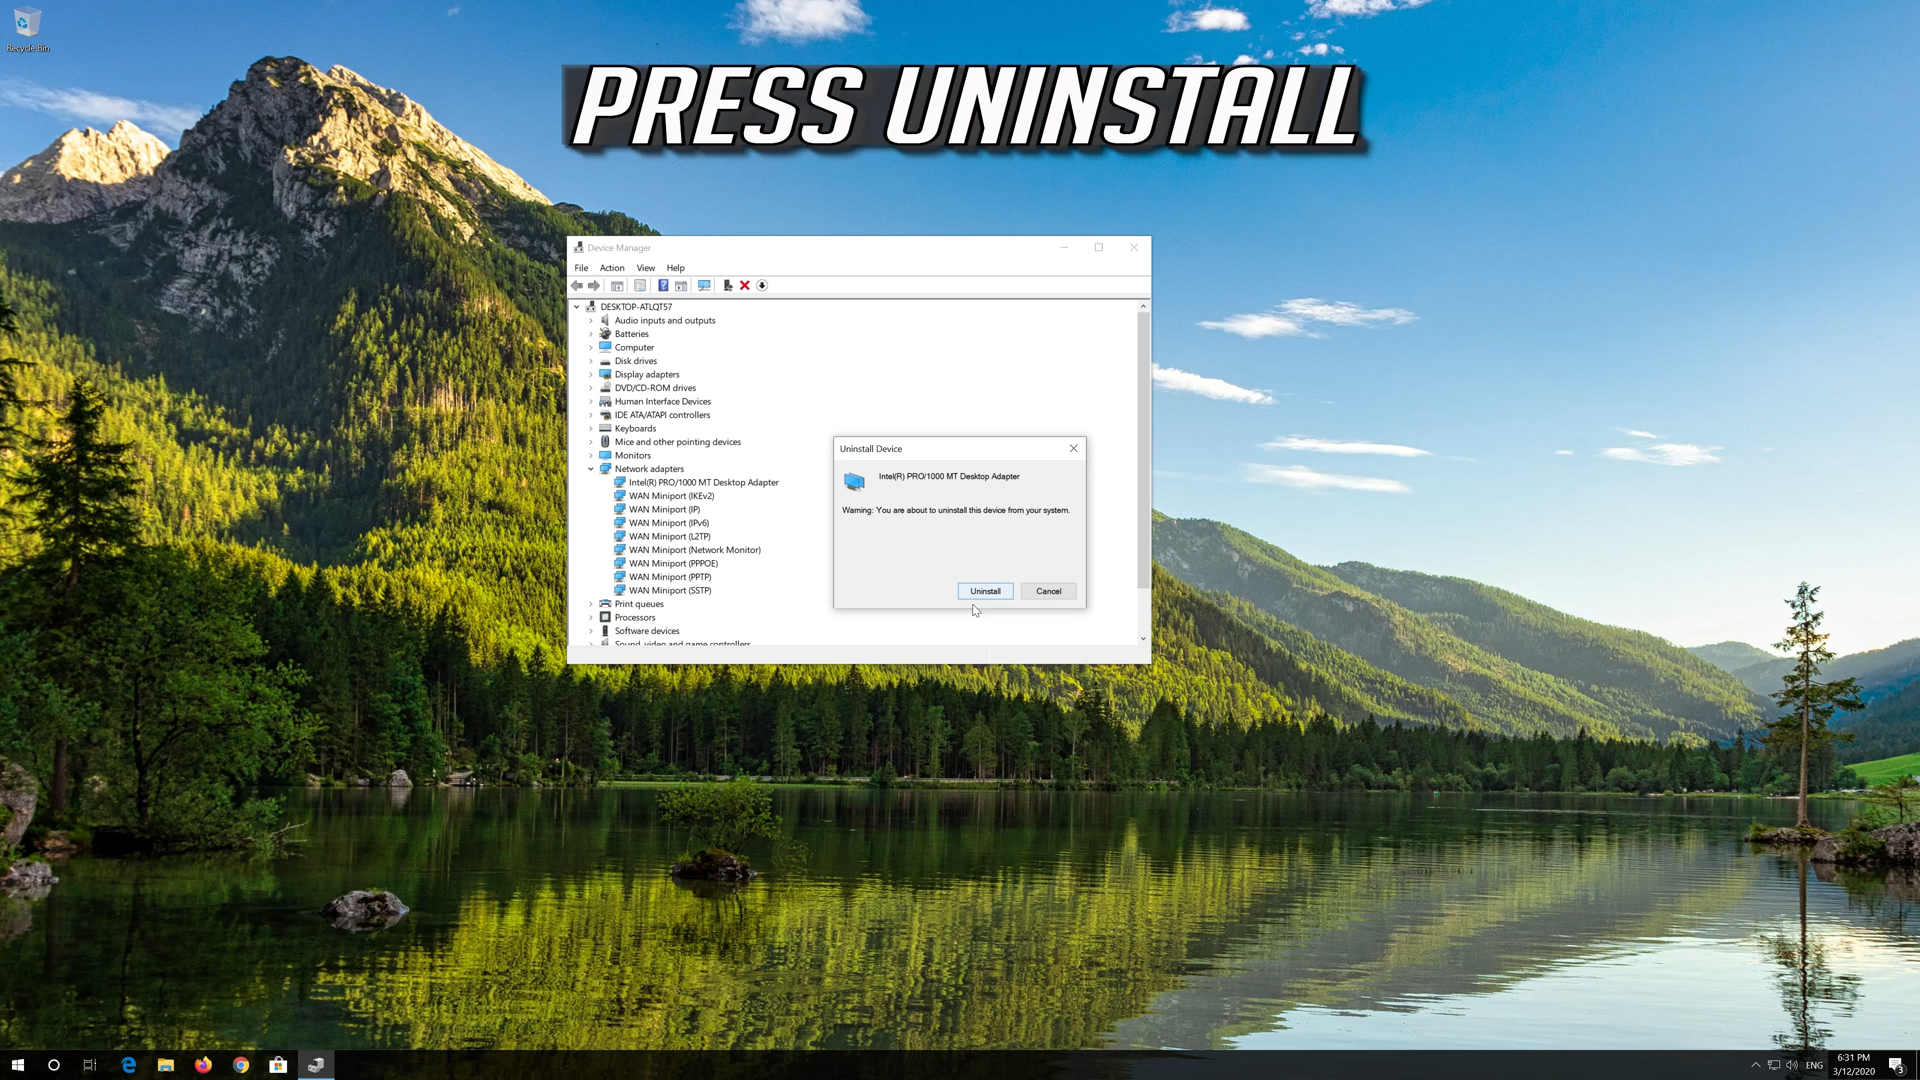 Recycle Bin
PRESS UNINSTALL
Device Manager
File Action View Help
DESKTOP-ATLQT57
Audio inputs and outputs
Batteries
Computer
Disk drives
Display adapters
DVD/CD-ROM drives
Human Interface Devices
IDE ATA/ATAPI controllers
Keyboards
Mice and other pointing devices
Monitors
Network adapters
Intel(R) PRO/1000 MT Desktop Adapter
WAN Miniport (IKEv2)
WAN Miniport (IP)
WAN Miniport (IPv6)
WAN Miniport (L2TP)
WAN Miniport (Network Monitor)
WAN Miniport (PPPOE)
WAN Miniport (PPTP)
WAN Miniport (SSTP)
Print queues
Processors
Software devices
Sound, video and game controllers
Uninstall Device
Intel(R) PRO/1000 MT Desktop Adapter
Warning: You are about to uninstall this device from your system.
Uninstall Cancel
ENG
6:31 PM
3/12/2020
3